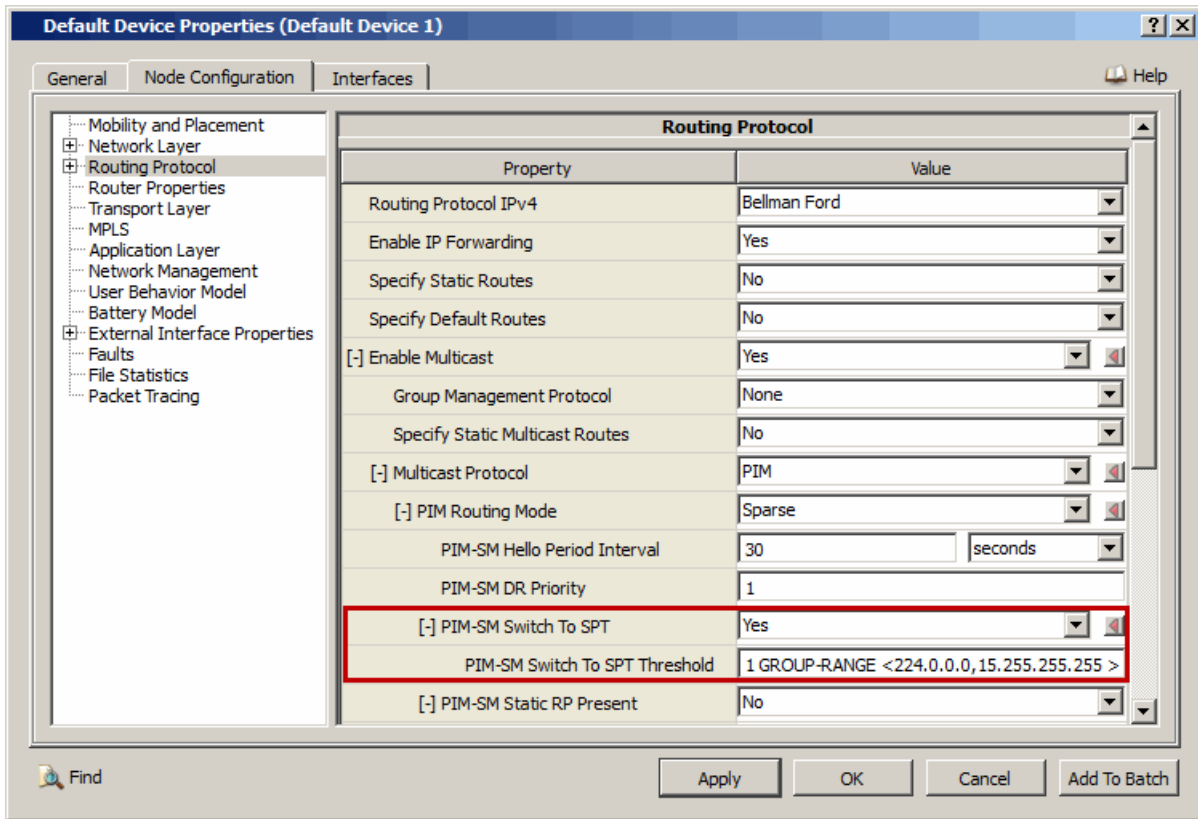 Default Device Properties (Default Device 1)
? X
General Node Configuration Interfaces Help
Mobility and Placement
Network Layer
Routing Protocol
Router Properties
Transport Layer
MPLS
Application Layer
Network Management
User Behavior Model
Battery Model
External Interface Properties
Faults
File Statistics
Packet Tracing
Routing Protocol
Property Value
Routing Protocol IPv4 Bellman Ford
Enable IP Forwarding Yes
Specify Static Routes No
Specify Default Routes No
[-] Enable Multicast Yes
Group Management Protocol None
Specify Static Multicast Routes No
[-] Multicast Protocol PIM
[-] PIM Routing Mode Sparse
PIM-SM Hello Period Interval 30 seconds
PIM-SM DR Priority 1
[-] PIM-SM Switch To SPT Yes
PIM-SM Switch To SPT Threshold 1 GROUP-RANGE <224.0.0.0,15.255.255.255 >
[-] PIM-SM Static RP Present No
Find Apply OK Cancel Add To Batch